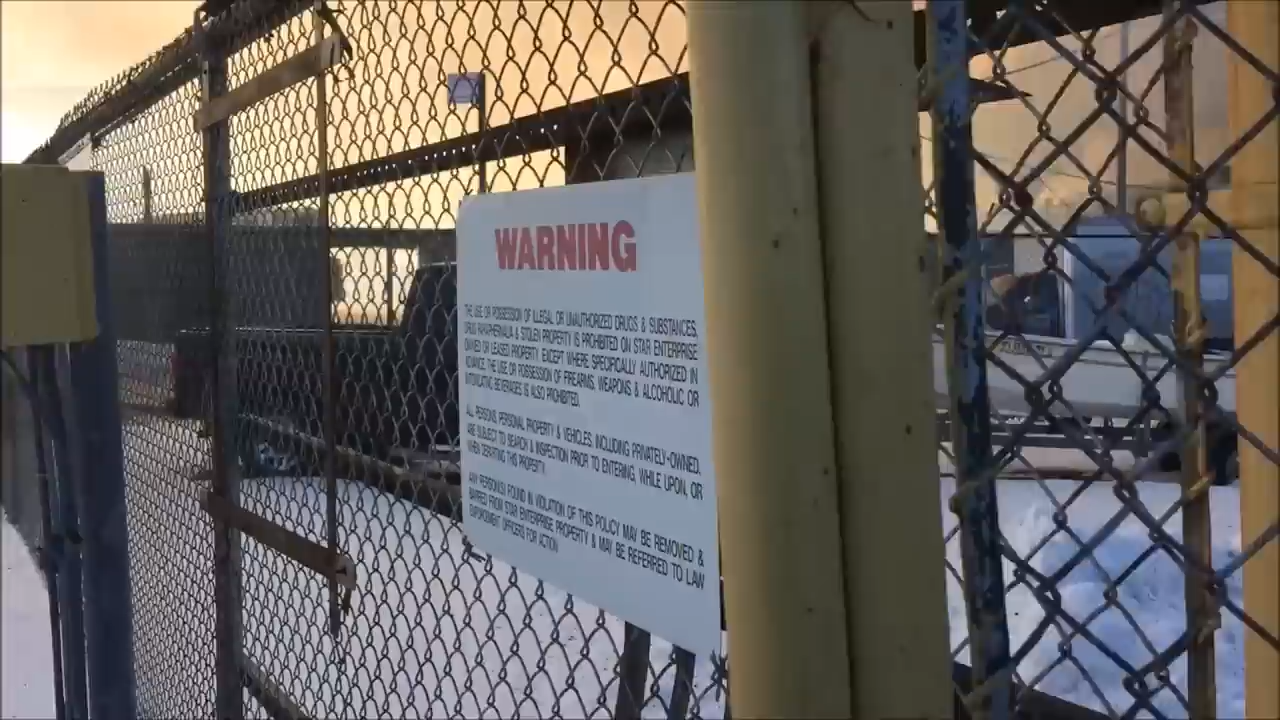 WARNING
THE USE OR POSSESSION OF ILLEGAL OR UNAUTHORIZED DRUGS & SUBSTANCES,
DRUG PARAPHERNALIA & STOLEN PROPERTY IS PROHIBITED ON STAR ENTERPRISE
OWNED OR LEASED PROPERTY. EXCEPT WHERE SPECIFICALLY AUTHORIZED IN
ADVANCE, THE USE OR POSSESSION OF FIREARMS, WEAPONS & ALCOHOLIC OR
INTOXICATING BEVERAGES IS ALSO PROHIBITED.
ALL PERSONS, PERSONAL PROPERTY & VEHICLES, INCLUDING PRIVATELY-OWNED,
ARE SUBJECT TO SEARCH & INSPECTION PRIOR TO ENTERING, WHILE UPON, OR
WHEN DEPARTING THIS PROPERTY.
ANY PERSON(S) FOUND IN VIOLATION OF THIS POLICY MAY BE REMOVED &
BARRED FROM STAR ENTERPRISE PROPERTY & MAY BE REFERRED TO LAW
ENFORCEMENT OFFICERS FOR ACTION.